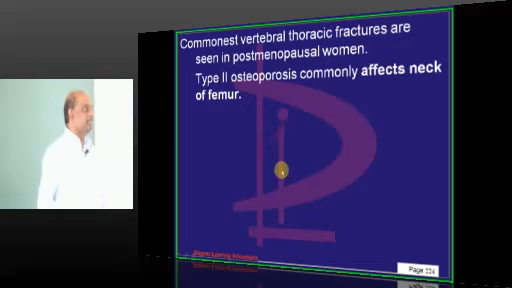 Commonest vertebral thoracic fractures are
seen in postmenopausal women.
Type II osteoporosis commonly affects neck
of femur.
Page 224